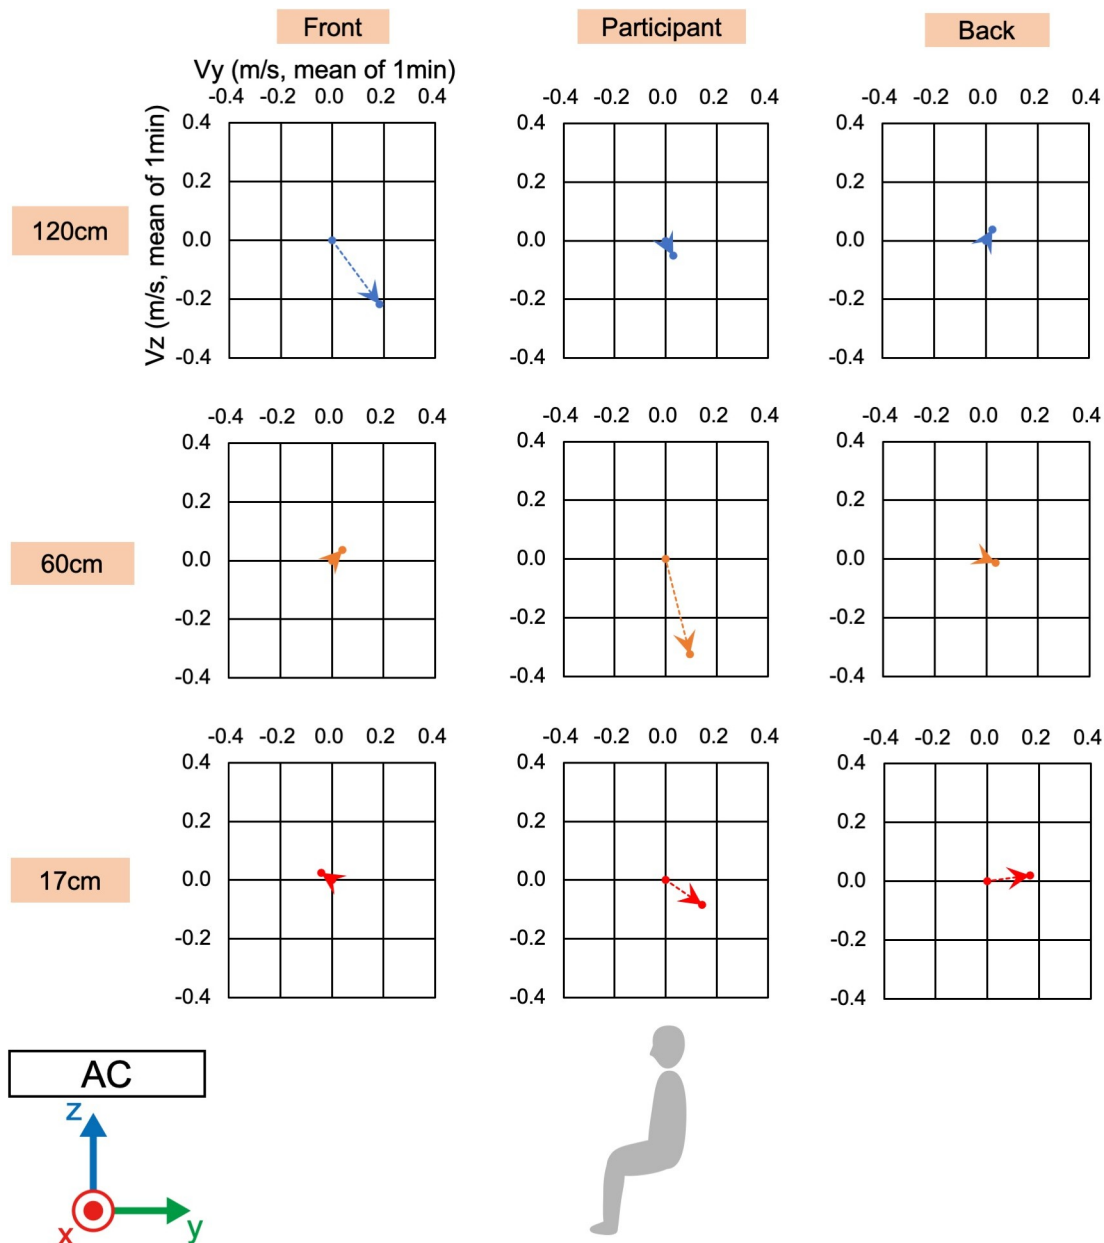 Front Participant Back
Vy (m/s, mean of 1min)
-0.4 -0.2 0.0 0.2 0.4 -0.4 -0.2 0.0 0.2 0.4 -0.4 -0.2 0.0 0.2 0.4
Vz (m/s, mean of 1min)
0.4 0.4 0.4
0.2 0.2 0.2
120cm 0.0 0.0 0.0
-0.2 -0.2 -0.2
-0.4 -0.4 -0.4
-0.4 -0.2 0.0 0.2 0.4 -0.4 -0.2 0.0 0.2 0.4 -0.4 -0.2 0.0 0.2 0.4
0.4 0.4 0.4
0.2 0.2 0.2
60cm 0.0 0.0 0.0
-0.2 -0.2 -0.2
-0.4 -0.4 -0.4
-0.4 -0.2 0.0 0.2 0.4 -0.4 -0.2 0.0 0.2 0.4 -0.4 -0.2 0.0 0.2 0.4
0.4 0.4 0.4
0.2 0.2 0.2
17cm 0.0 0.0 0.0
-0.2 -0.2 -0.2
-0.4 -0.4 -0.4
AC
z
x y